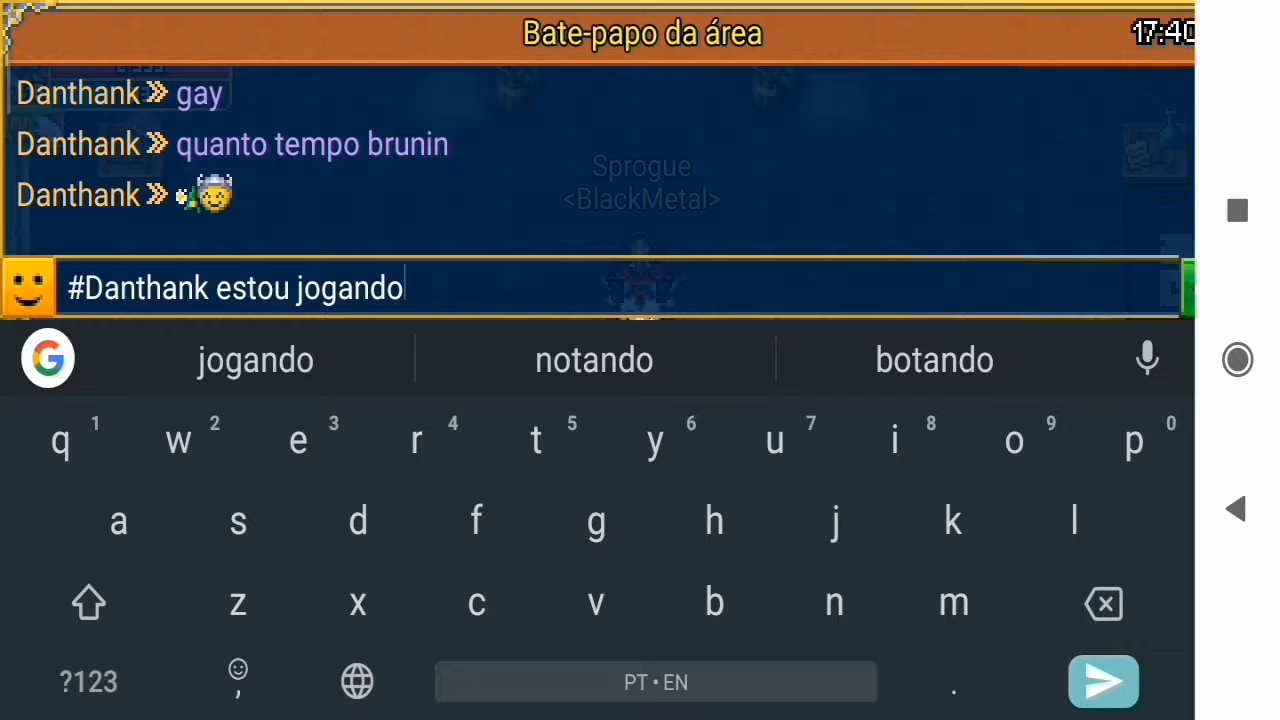 Bate-papo da área
17:40
Danthank gay
Danthank quanto tempo brunin
Danthank
Sprogue
<BlackMetal>
#Danthank estou jogando
jogando notando botando
q 1 w 2 e 3 r 4 t 5 y 6 u 7 i 8 o 9 p 0
a s d f g h j k l
z x c v b n m
?123 , PT • EN .